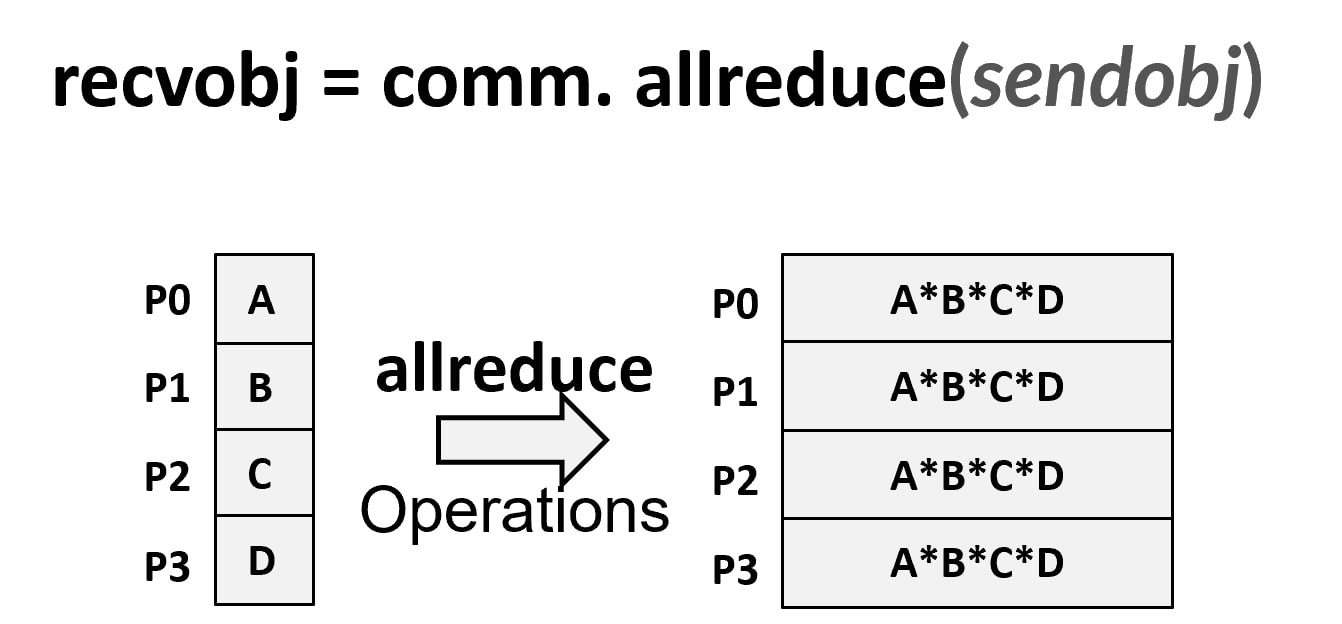 recvobj = comm. allreduce(sendobj)
P0 A
P1 B
P2 C
P3 D
allreduce
Operations
P0 A*B*C*D
P1 A*B*C*D
P2 A*B*C*D
P3 A*B*C*D